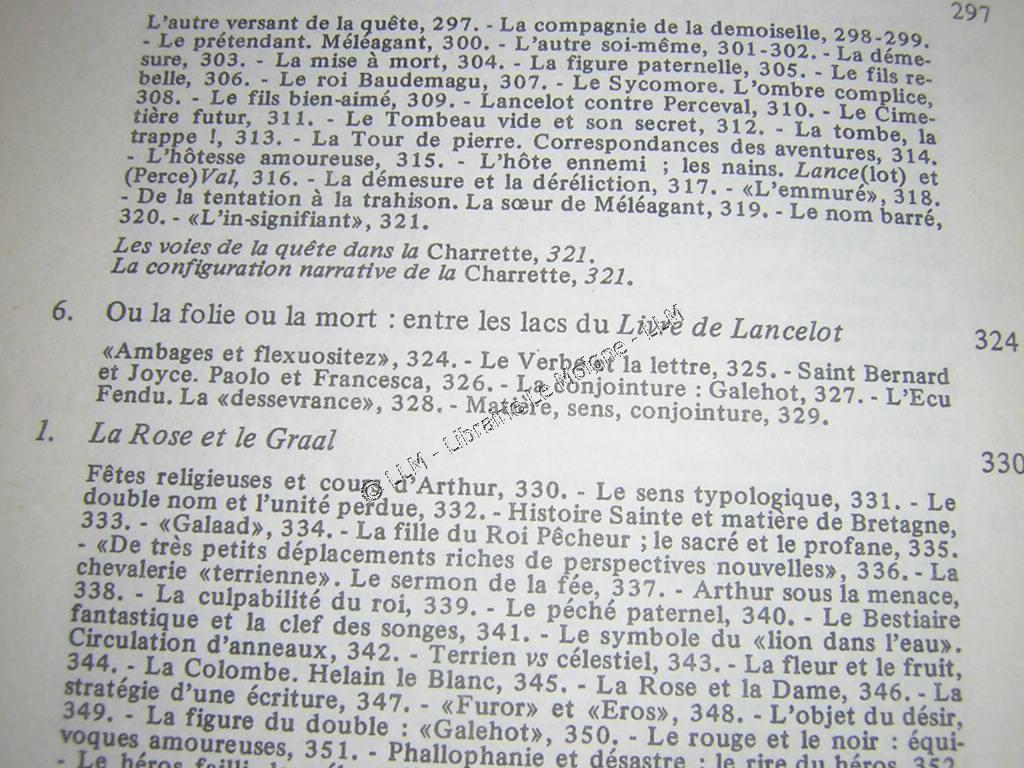 297
L'autre versant de la quête, 297. - La compagnie de la demoiselle, 298-299.
- Le prétendant. Méléagant, 300. - L'autre soi-même, 301-302. - La déme-
sure, 303. - La mise à mort, 304. - La figure paternelle, 305. - Le fils re-
belle, 306. - Le roi Baudemagu, 307. - Le Sycomore. L'ombre complice,
308. - Le fils bien-aimé, 309. - Lancelot contre Perceval, 310. - Le Cime-
tière futur, 311. - Le Tombeau vide et son secret, 312. - La tombe, la
trappe !, 313. - La Tour de pierre. Correspondances des aventures, 314.
- L'hôtesse amoureuse, 315. - L'hôte ennemi ; les nains. Lance(lot) et
(Perce)Val, 316. - La démesure et la déréliction, 317. - «L'emmuré», 318.
- De la tentation à la trahison. La sœur de Méléagant, 319. - Le nom barré,
320. - «L'in-signifiant», 321.
Les voies de la quête dans la Charrette, 321.
La configuration narrative de la Charrette, 321.
6. Ou la folie ou la mort : entre les lacs du Livre de Lancelot 324
«Ambages et flexuositez», 324. - Le Verbe et la lettre, 325. - Saint Bernard
et Joyce. Paolo et Francesca, 326. - La conjointure : Galehot, 327. - L'Ecu
Fendu. La «dessevrance», 328. - Matière, sens, conjointure, 329.
1. La Rose et le Graal 330
Fêtes religieuses et cours d'Arthur, 330. - Le sens typologique, 331. - Le
double nom et l'unité perdue, 332. - Histoire Sainte et matière de Bretagne,
333. - «Galaad», 334. - La fille du Roi Pêcheur ; le sacré et le profane, 335.
- «De très petits déplacements riches de perspectives nouvelles», 336. - La
chevalerie «terrienne». Le sermon de la fée, 337. - Arthur sous la menace,
338. - La culpabilité du roi, 339. - Le péché paternel, 340. - Le Bestiaire
fantastique et la clef des songes, 341. - Le symbole du «lion dans l'eau».
Circulation d'anneaux, 342. - Terrien vs célestiel, 343. - La fleur et le fruit,
344. - La Colombe. Helain le Blanc, 345. - La Rose et la Dame, 346. - La
stratégie d'une écriture, 347. - «Furor» et «Eros», 348. - L'objet du désir,
349. - La figure du double : «Galehot», 350. - Le rouge et le noir : équi-
voques amoureuses, 351. - Phallophanie et désastre : le rire du héros, 352.
- Le héros failli,
© LLM - Librairie Le Moigne - LLM